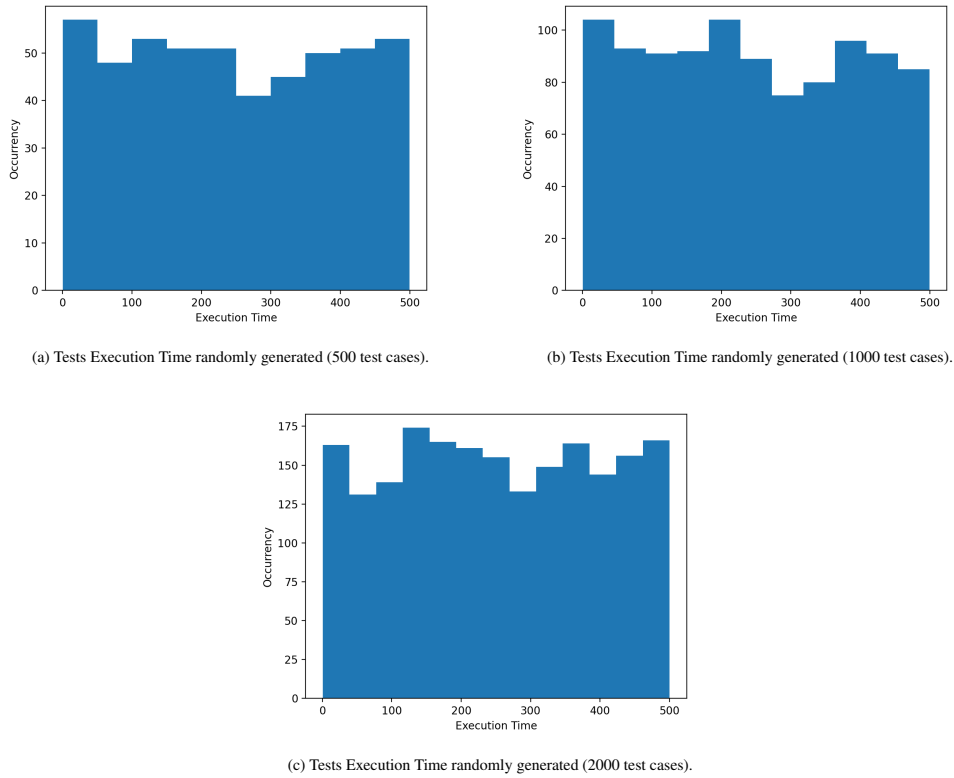 50
40
30
20
10
0
Occurrency
0 100 200 300 400 500
Execution Time
(a) Tests Execution Time randomly generated (500 test cases).
100
80
60
40
20
0
Occurrency
0 100 200 300 400 500
Execution Time
(b) Tests Execution Time randomly generated (1000 test cases).
175
150
125
100
75
50
25
0
Occurrency
0 100 200 300 400 500
Execution Time
(c) Tests Execution Time randomly generated (2000 test cases).